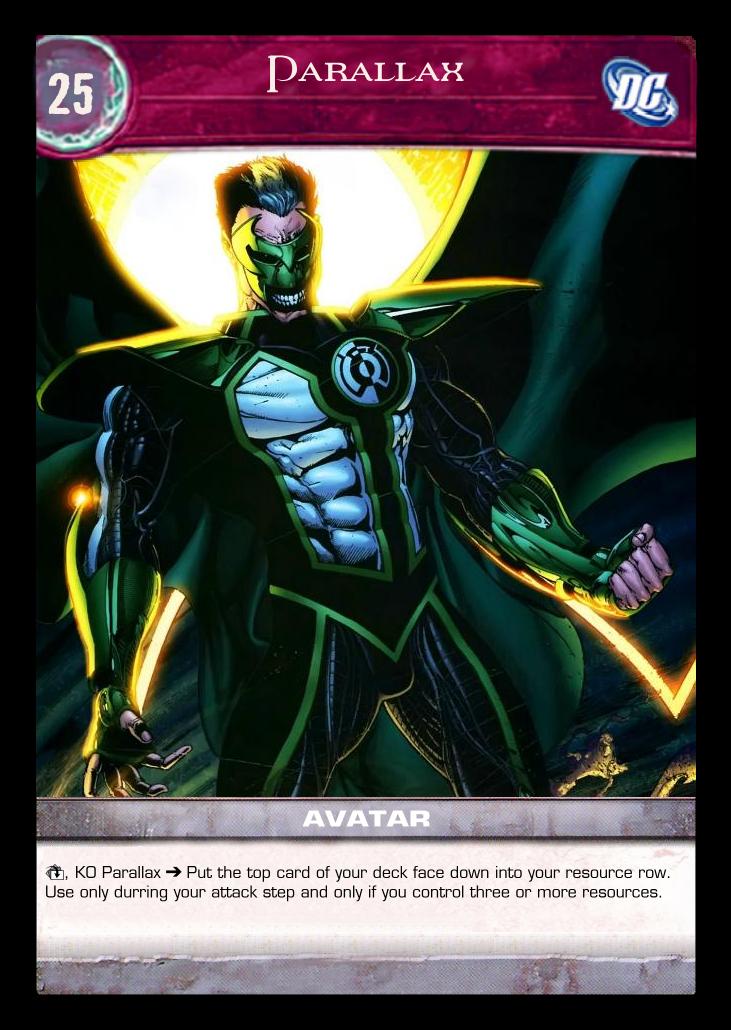 PARALLAX
25
DC
AVATAR
, KO Parallax ➔ Put the top card of your deck face down into your resource row.
Use only durring your attack step and only if you control three or more resources.